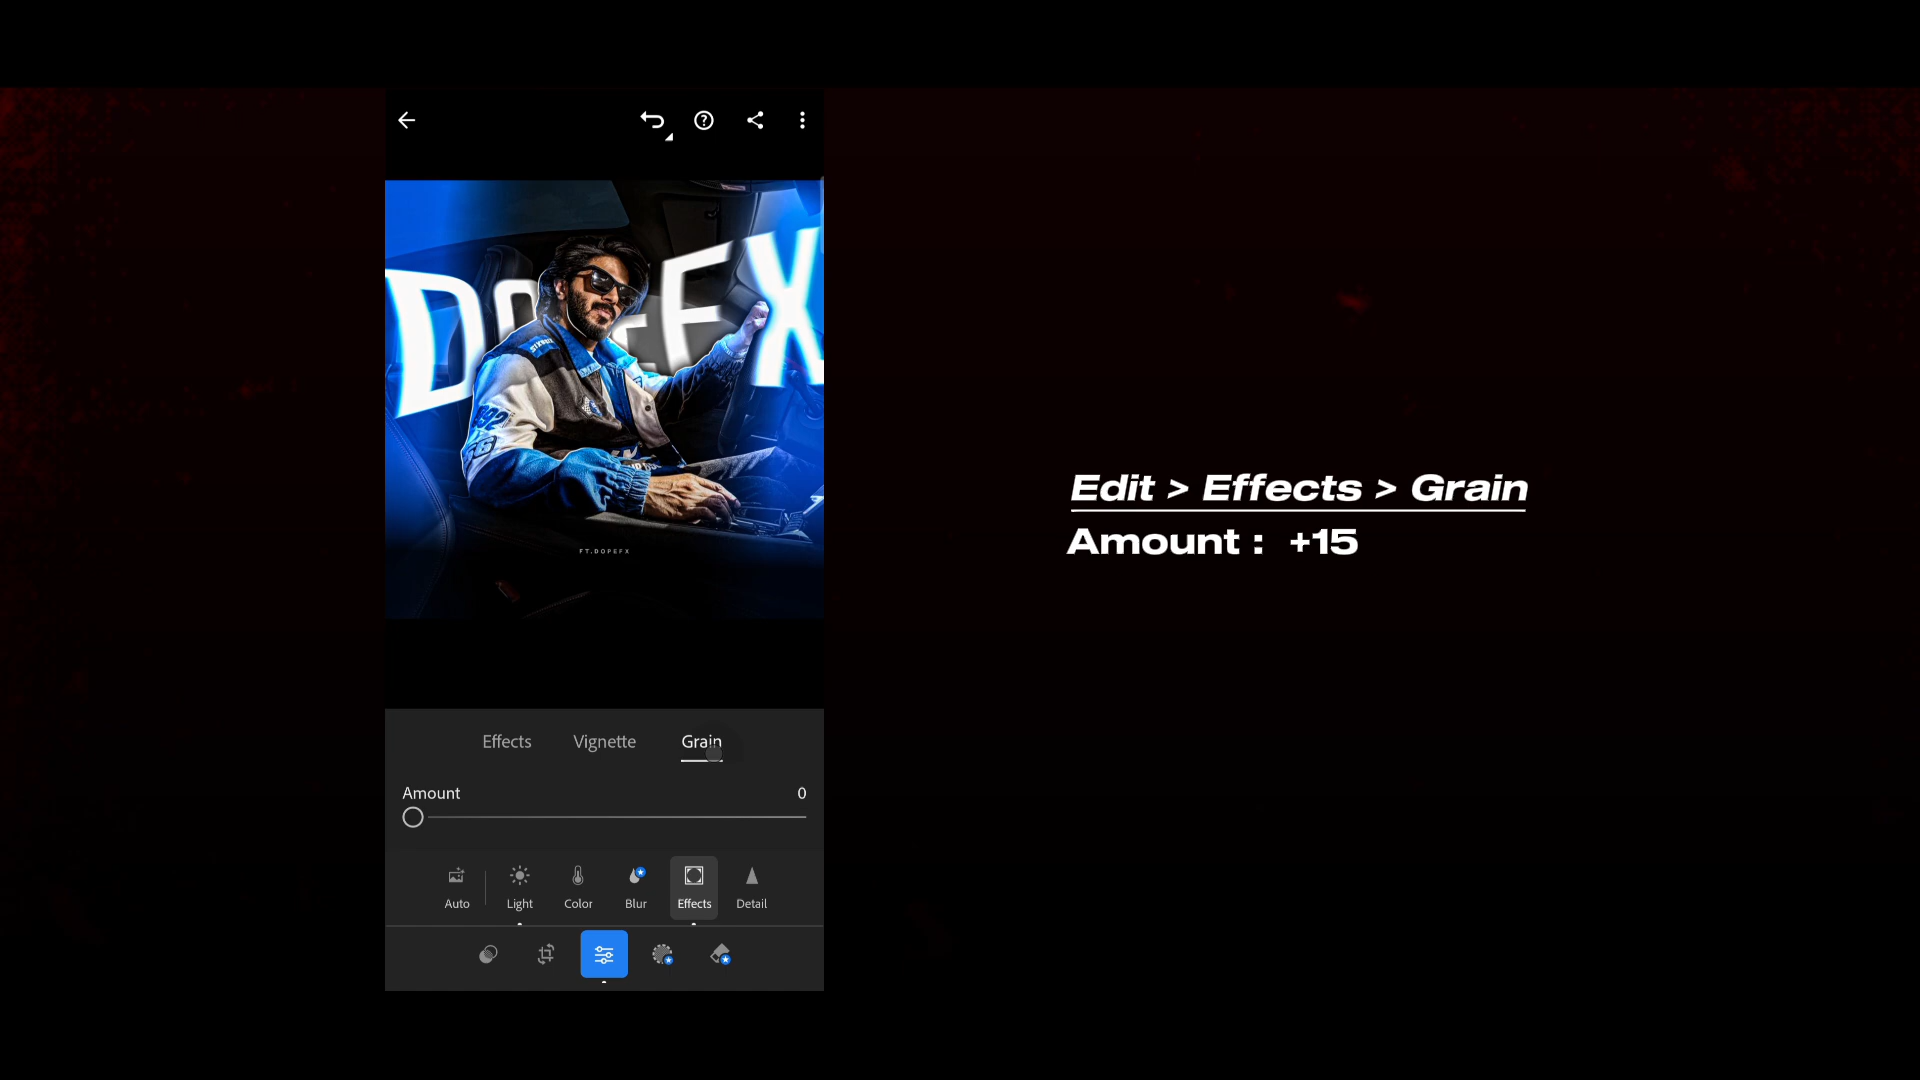 DOPEFX
FT.DOPEFX
Effects Vignette Grain
Amount 0
Auto Light Color Blur Effects Detail
Edit > Effects > Grain
Amount : +15